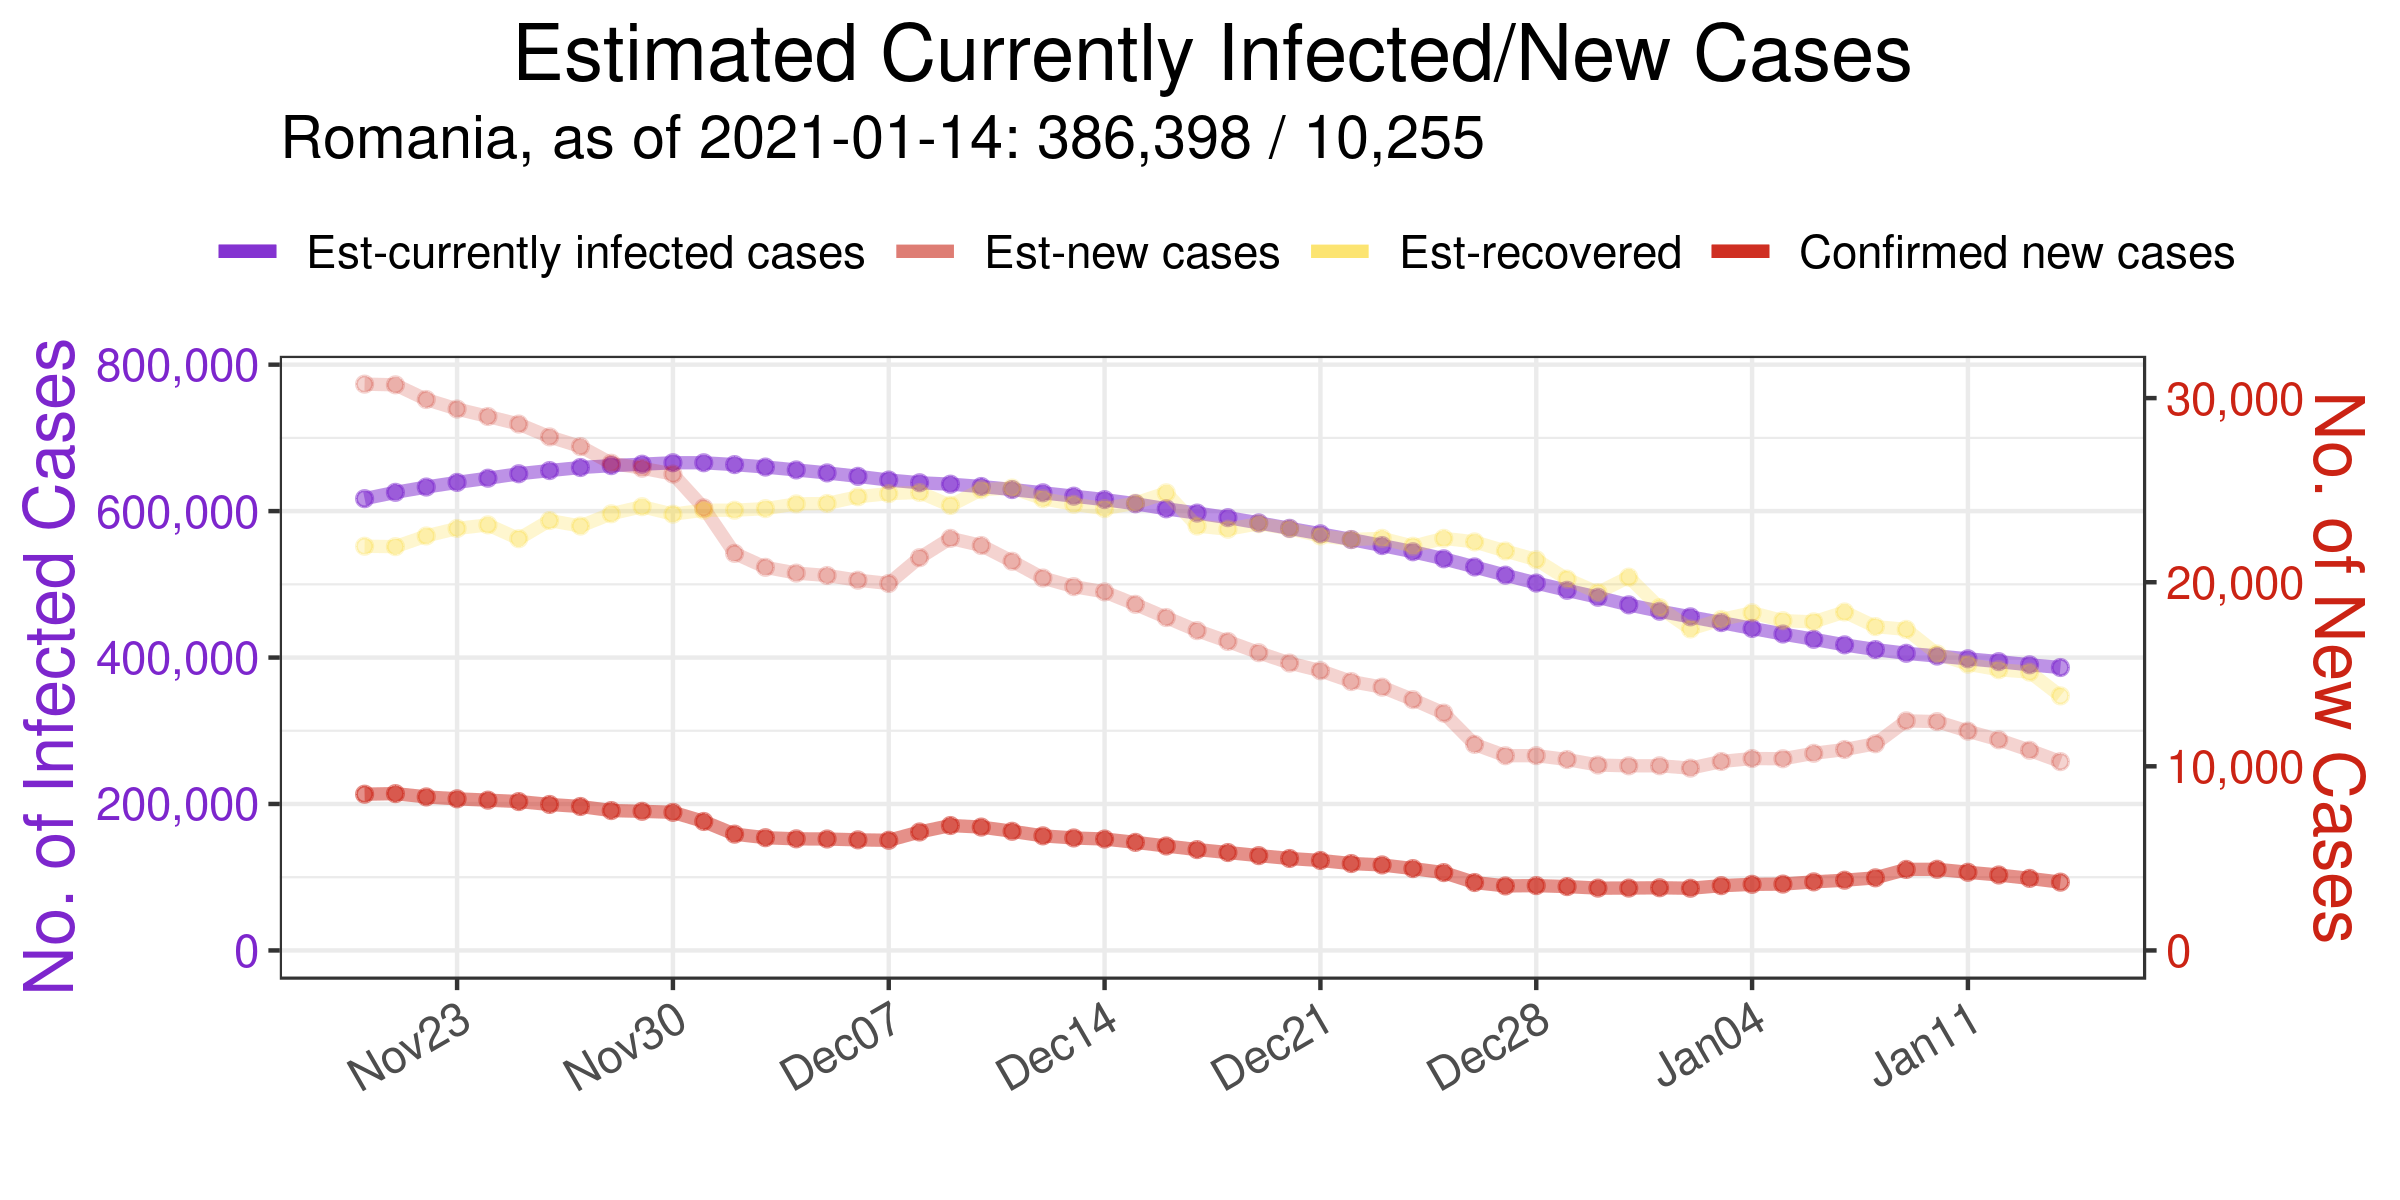 Estimated Currently Infected/New Cases
Romania, as of 2021-01-14: 386,398 / 10,255
Est-currently infected cases Est-new cases Est-recovered Confirmed new cases
No. of Infected Cases
800,000
600,000
400,000
200,000
0
30,000
20,000
10,000
0
No. of New Cases
Nov23 Nov30 Dec07 Dec14 Dec21 Dec28 Jan04 Jan11